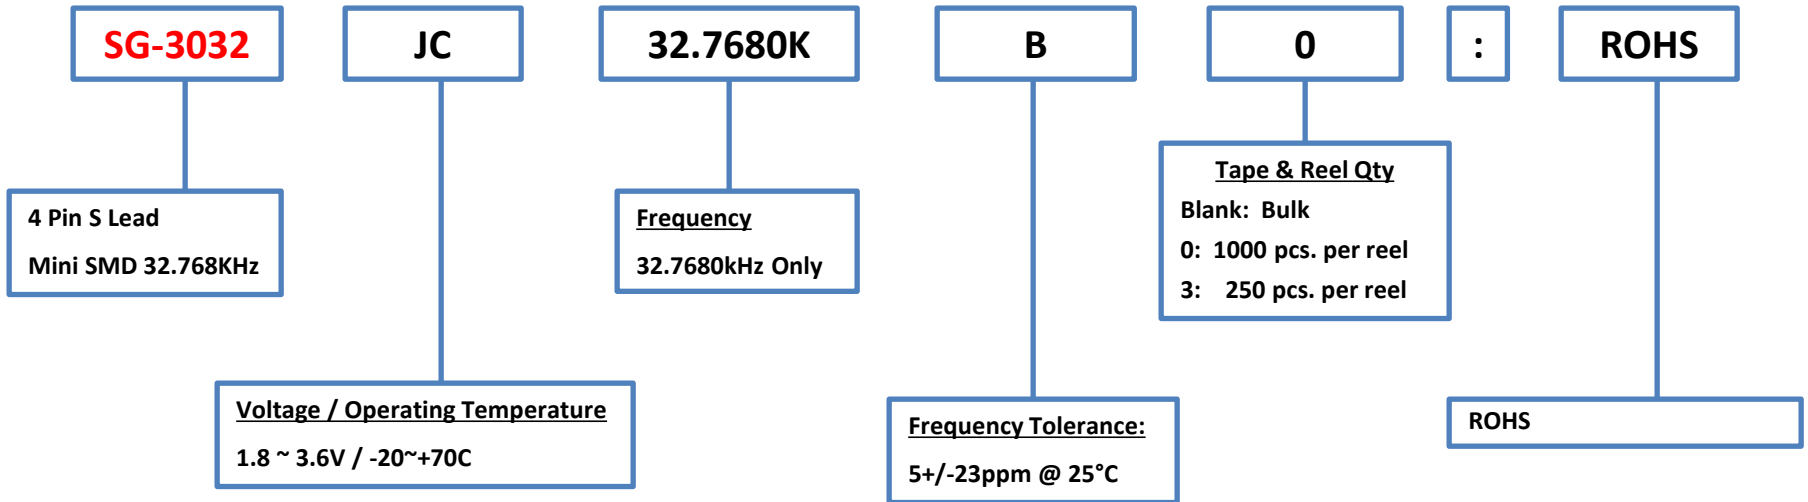 SG-3032 JC 32.7680K B 0 : ROHS
4 Pin S Lead
Mini SMD 32.768KHz
Voltage / Operating Temperature
1.8 ~ 3.6V / -20~+70C
Frequency
32.7680kHz Only
Frequency Tolerance:
5+/-23ppm @ 25°C
Tape & Reel Qty
Blank: Bulk
0: 1000 pcs. per reel
3: 250 pcs. per reel
ROHS